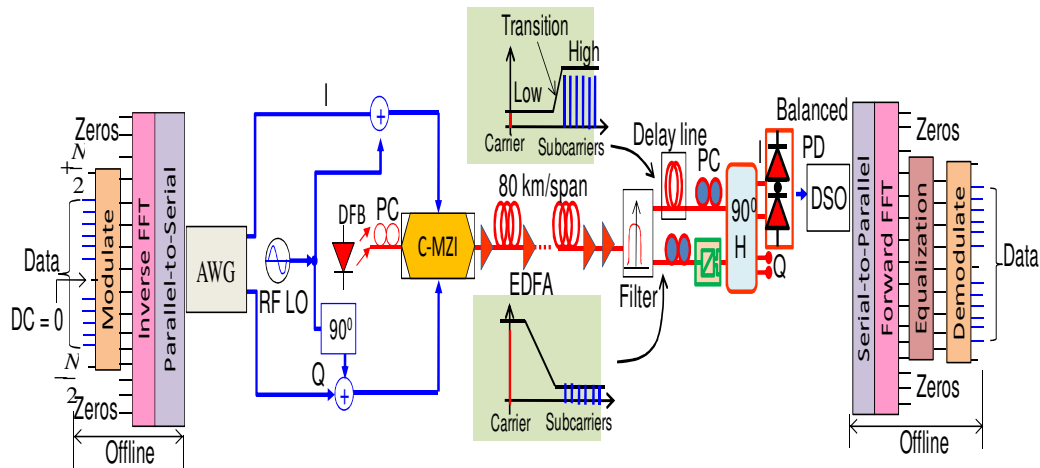 Zeros
N
2
Data
DC = 0
N
2
Zeros
Modulate
Inverse FFT
Parallel-to-Serial
Offline
AWG
I
RF LO
90⁰
Q
DFB
PC
C-MZI
80 km/span
EDFA
Transition
High
Low
Carrier
Subcarriers
Carrier
Subcarriers
Filter
Delay line
PC
90⁰
H
I
Q
Balanced
PD
DSO
Serial-to-Parallel
Forward FFT
Equalization
Demodulate
Zeros
Data
Zeros
Offline